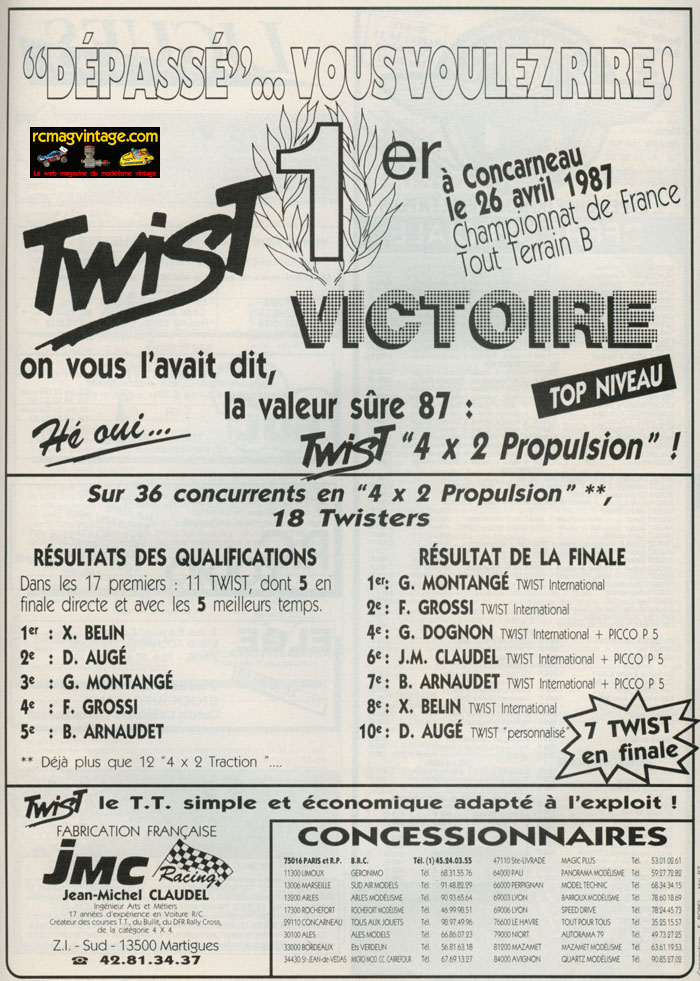 “DÉPASSÉ”... VOUS VOULEZ RIRE !
rcmagvintage.com
Le web magazine du modélisme vintage
1er
à Concarneau
le 26 avril 1987
Championnat de France
Tout Terrain B
TWisT
VICTOIRE
on vous l'avait dit,
la valeur sûre 87 :
TOP NIVEAU
Hé oui...
TWisT “4 x 2 Propulsion” !
Sur 36 concurrents en “4 x 2 Propulsion” **,
18 Twisters
RÉSULTATS DES QUALIFICATIONS
Dans les 17 premiers : 11 TWIST, dont 5 en
finale directe et avec les 5 meilleurs temps.
1er : X. BELIN
2e : D. AUGÉ
3e : G. MONTANGÉ
4e : F. GROSSI
5e : B. ARNAUDET
** Déjà plus que 12 “4 x 2 Traction ”....
RÉSULTAT DE LA FINALE
1er: G. MONTANGÉ TWIST International
2e : F. GROSSI TWIST International
4e : G. DOGNON TWIST International + PICCO P 5
6e : J.M. CLAUDEL TWIST International + PICCO P 5
7e : B. ARNAUDET TWIST International + PICCO P 5
8e : X. BELIN TWIST International
10e : D. AUGÉ TWIST “personnalisé”
7 TWIST
en finale
TWisT le T.T. simple et économique adapté à l'exploit !
FABRICATION FRANÇAISE
JMC Racing
Jean-Michel CLAUDEL
Ingénieur Arts et Métiers
17 années d'expérience en Voiture R/C
Créateur des courses T.T., du Bullit, du DFR Rally Cross,
de la catégorie 4 X 4.
Z.I. - Sud - 13500 Martigues
☎ 42.81.34.37
CONCESSIONNAIRES
75016 PARIS et R.P. B.R.C. Tél. (1) 45.24.03.55
11300 LIMOUX GERONIMO Tél. 68.31.55.76
13006 MARSEILLE SUD AIR MODELS Tél. 91.48.82.29
13200 ARLES ARLES MODÉLISME Tél. 90.93.65.64
17300 ROCHEFORT ROCHEFORT MODÉLISME Tél. 46.99.98.51
29110 CONCARNEAU TOUS AUX JOUETS Tél. 98.97.49.96
30100 ALES ALES MODELS Tél. 66.86.07.23
33000 BORDEAUX Ets VERDEUN Tél. 56.81.63.18
34430 St-JEAN-de-VEDAS MICRO MOD. CC CARREFOUR Tél. 67.69.13.27
47110 Ste-LIVRADE MAGIC PLUS Tél. 53.01.02.61
64000 PAU PANORAMA MODÉLISME Tél. 59.27.72.80
66000 PERPIGNAN MODEL TECHNIC Tél. 68.34.34.15
69003 LYON BARROUD MODÉLISME Tél. 78.60.18.69
69006 LYON SPEED DRIVE Tél. 78.24.45.73
76600 LE HAVRE TOUT POUR TOUS Tél. 35.25.15.57
79000 NIORT AUTORAMA 79 Tél. 49.73.27.25
81200 MAZAMET MAZAMET MODÉLISME Tél. 63.61.19.53
84000 AVIGNON QUARTZ MODÉLISME Tél. 90.85.27.02